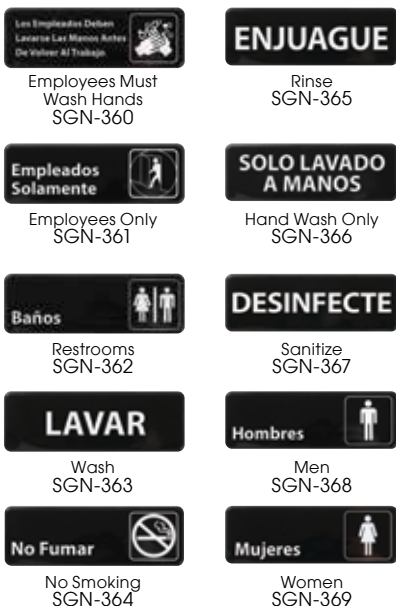 Los Empleados Deben
Lavarse Las Manos Antes
De Volver Al Trabajo
Employees Must
Wash Hands
SGN-360
ENJUAGUE
Rinse
SGN-365
Empleados
Solamente
Employees Only
SGN-361
SOLO LAVADO
A MANOS
Hand Wash Only
SGN-366
Baños
Restrooms
SGN-362
DESINFECTE
Sanitize
SGN-367
LAVAR
Wash
SGN-363
Hombres
Men
SGN-368
No Fumar
No Smoking
SGN-364
Mujeres
Women
SGN-369